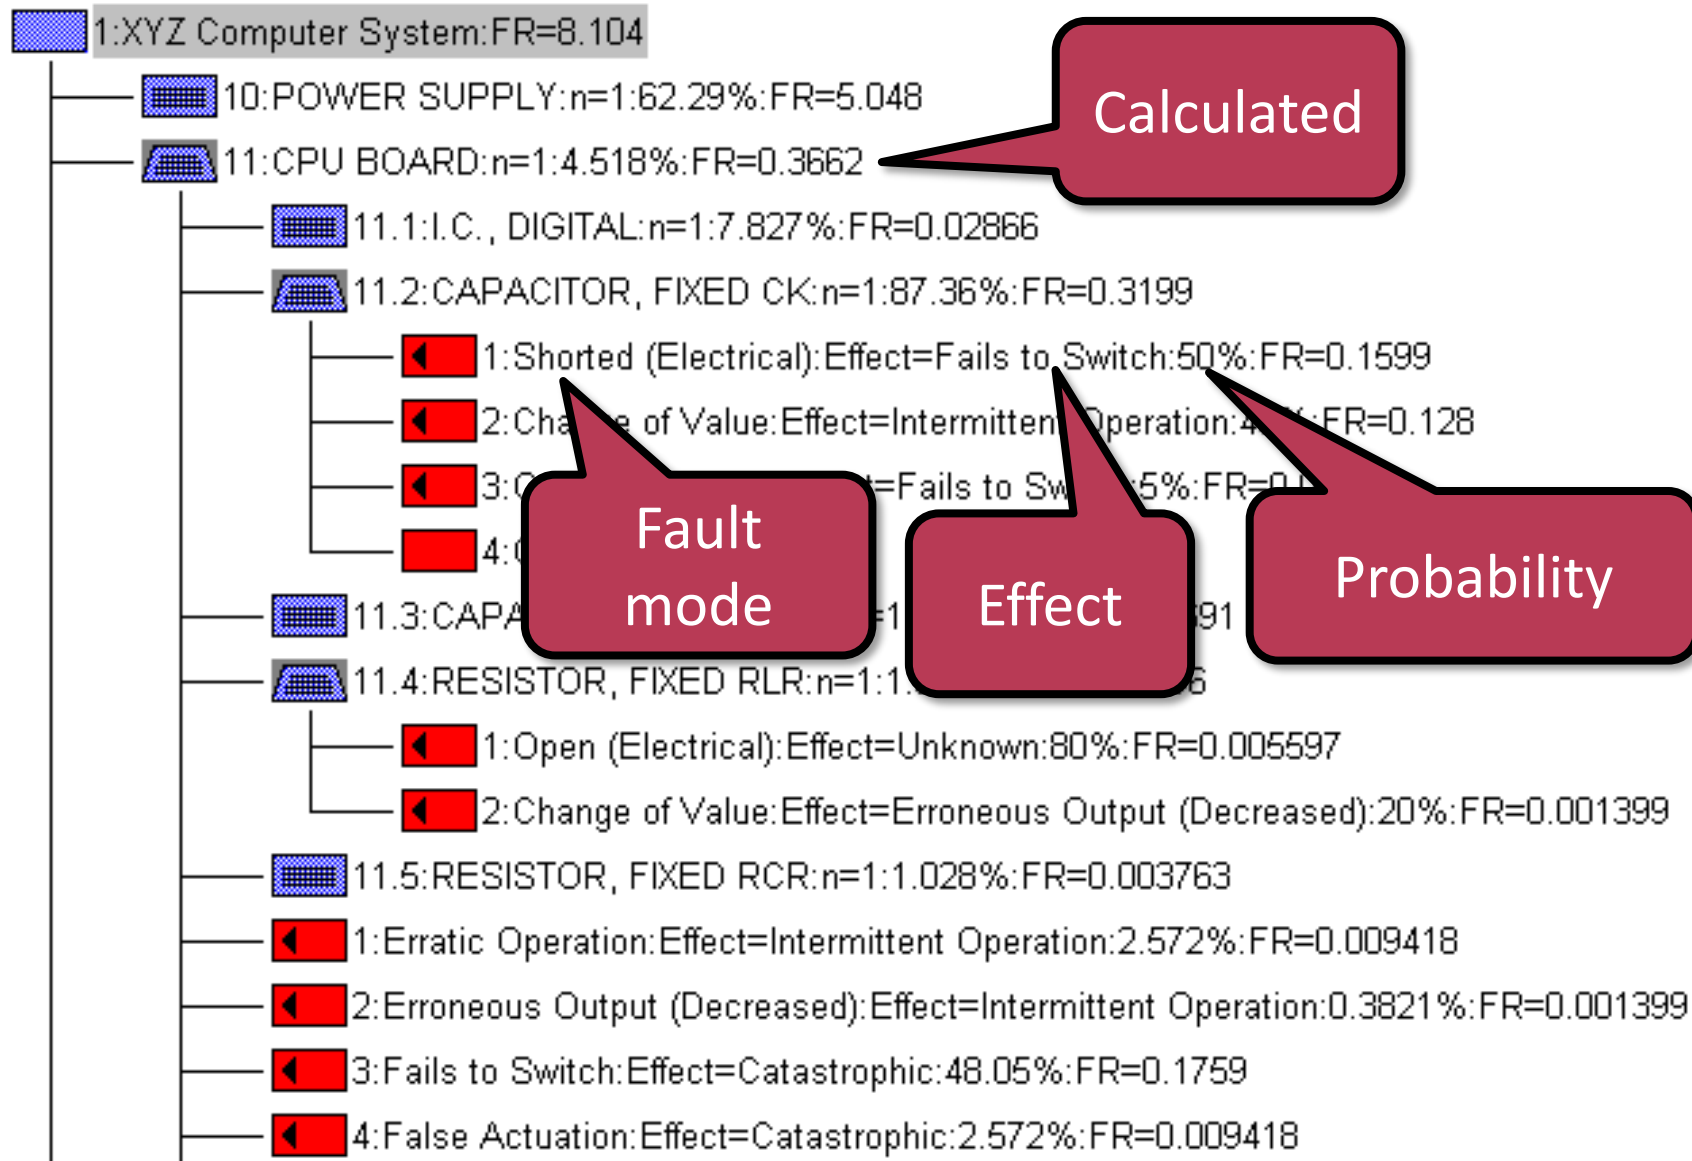 1:XYZ Computer System:FR=8.104
10:POWER SUPPLY:n=1:62.29%:FR=5.048
Calculated
11:CPU BOARD:n=1:4.518%:FR=0.3662
11.1:I.C., DIGITAL:n=1:7.827%:FR=0.02866
11.2:CAPACITOR, FIXED CK:n=1:87.36%:FR=0.3199
1:Shorted (Electrical):Effect=Fails to Switch:50%:FR=0.1599
2:Change of Value:Effect=Intermittent Operation: FR=0.128
3: =Fails to :5%:FR=
4:
Fault
mode
Effect
Probability
11.3:
11.4:RESISTOR, FIXED RLR:n=1:1.
1:Open (Electrical):Effect=Unknown:80%:FR=0.005597
2:Change of Value:Effect=Erroneous Output (Decreased):20%:FR=0.001399
11.5:RESISTOR, FIXED RCR:n=1:1.028%:FR=0.003763
1:Erratic Operation:Effect=Intermittent Operation:2.572%:FR=0.009418
2:Erroneous Output (Decreased):Effect=Intermittent Operation:0.3821%:FR=0.001399
3:Fails to Switch:Effect=Catastrophic:48.05%:FR=0.1759
4:False Actuation:Effect=Catastrophic:2.572%:FR=0.009418